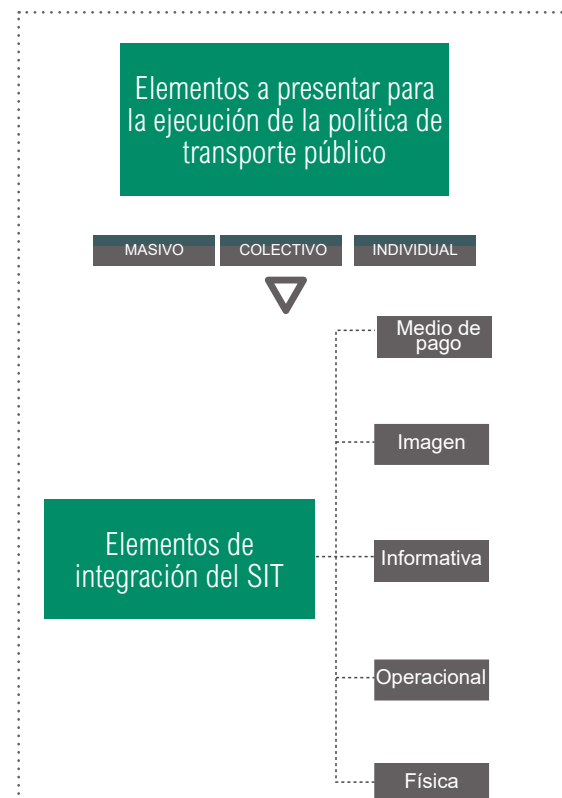 Elementos a presentar para
la ejecución de la política de
transporte público
MASIVO
COLECTIVO
INDIVIDUAL
Medio de
pago
Imagen
Elementos de
integración del SIT
Informativa
Operacional
Física